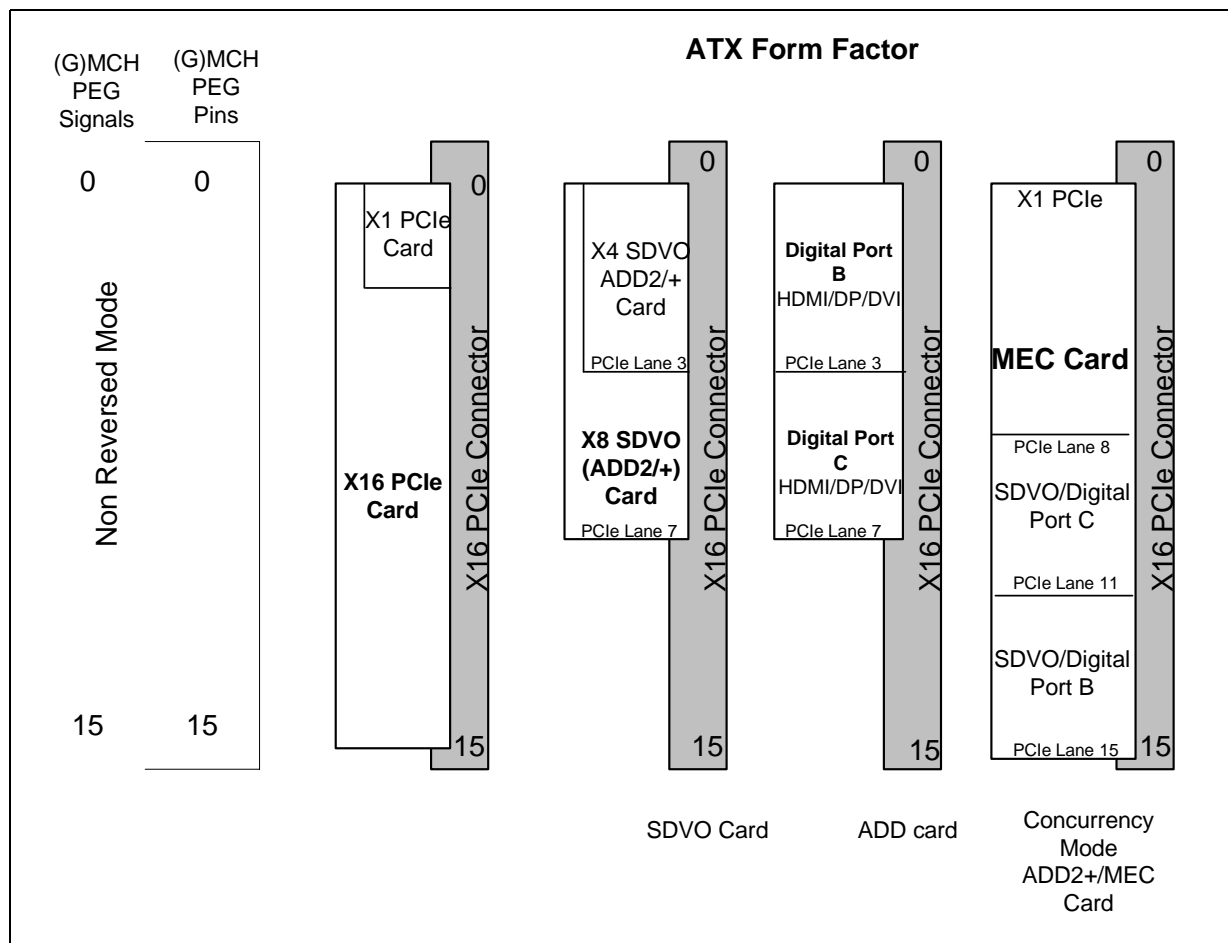 ATX Form Factor
(G)MCH
PEG
Signals
(G)MCH
PEG
Pins
0
0
Non Reversed Mode
15
15
X1 PCIe
Card
X16 PCIe
Card
0
X16 PCIe Connector
15
X4 SDVO
ADD2/+
Card
PCIe Lane 3
X8 SDVO
(ADD2/+)
Card
PCIe Lane 7
0
X16 PCIe Connector
15
SDVO Card
Digital Port
B
HDMI/DP/DVI
PCIe Lane 3
Digital Port
C
HDMI/DP/DVI
PCIe Lane 7
0
X16 PCIe Connector
15
ADD card
X1 PCIe
MEC Card
PCIe Lane 8
SDVO/Digital
Port C
PCIe Lane 11
SDVO/Digital
Port B
PCIe Lane 15
0
X16 PCIe Connector
15
Concurrency
Mode
ADD2+/MEC
Card